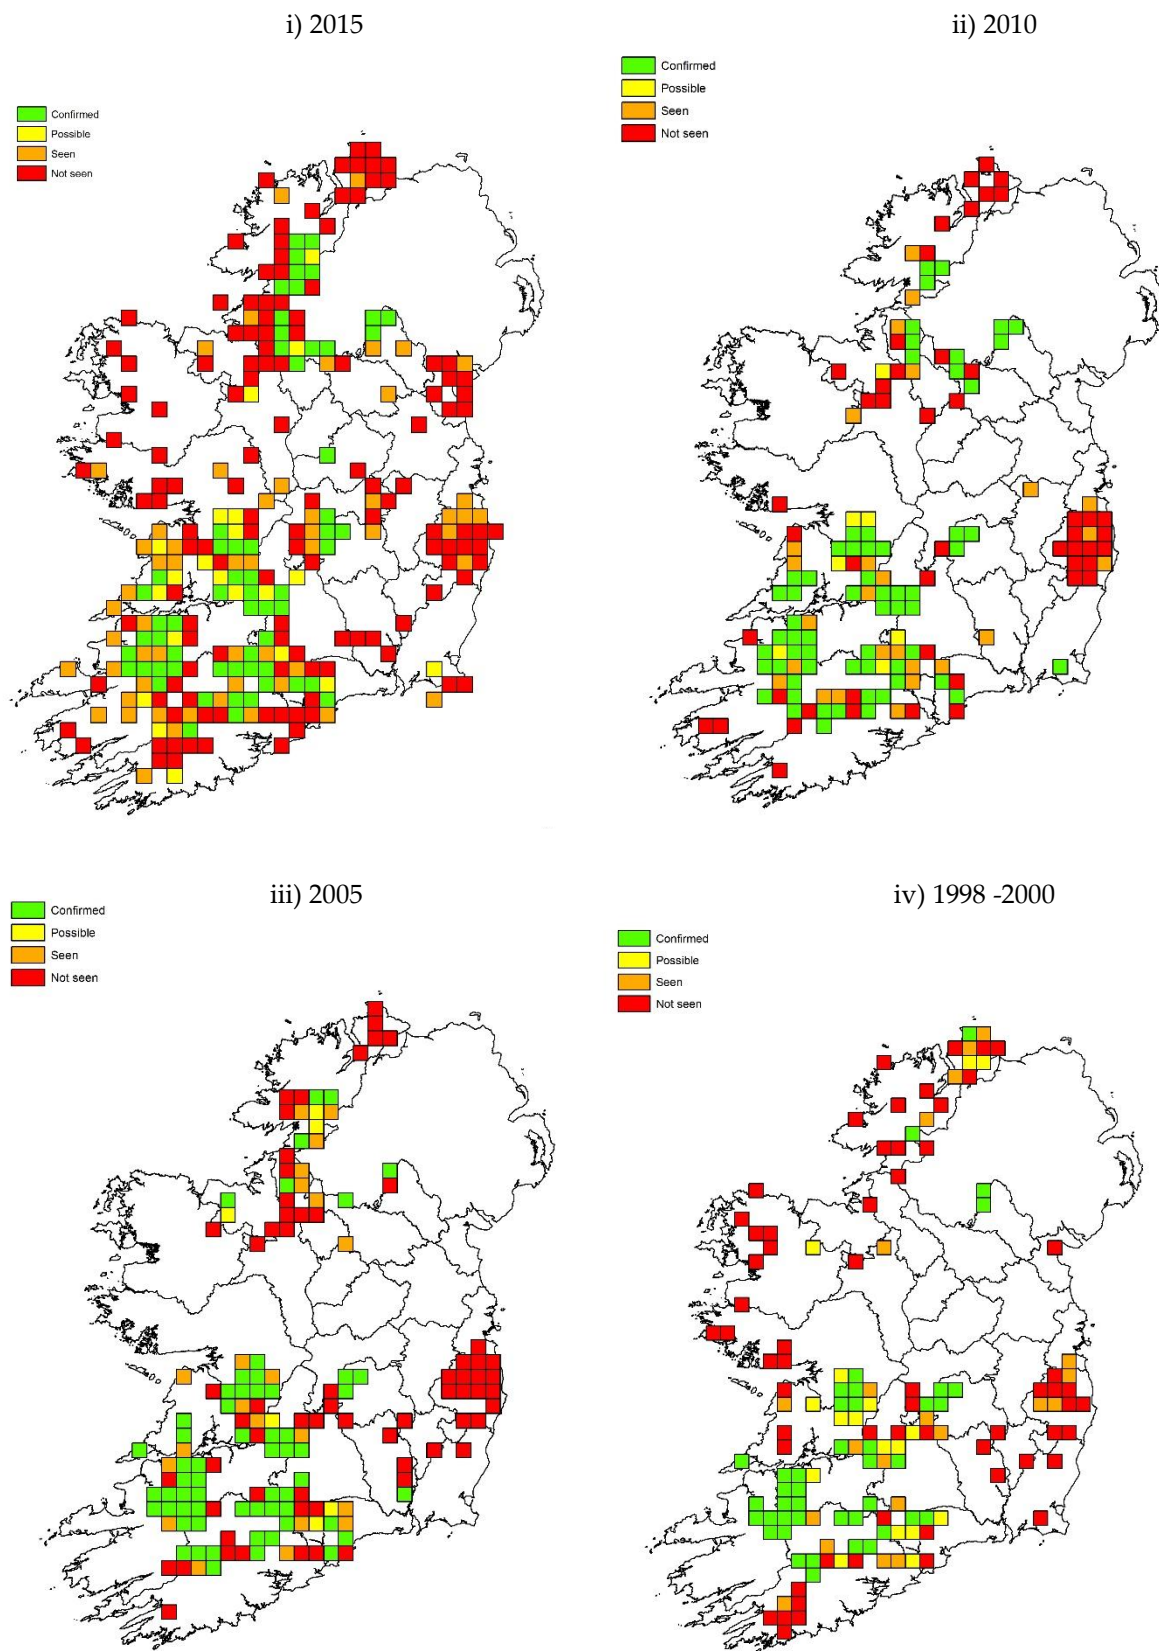 i) 2015
Confirmed
Possible
Seen
Not seen
ii) 2010
Confirmed
Possible
Seen
Not seen
iii) 2005
Confirmed
Possible
Seen
Not seen
iv) 1998 -2000
Confirmed
Possible
Seen
Not seen